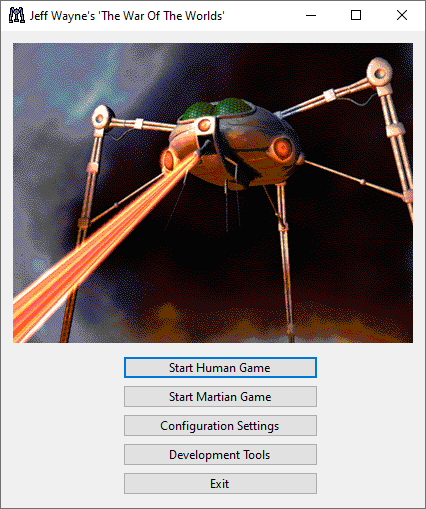 Jeff Wayne's 'The War Of The Worlds'
Start Human Game
Start Martian Game
Configuration Settings
Development Tools
Exit